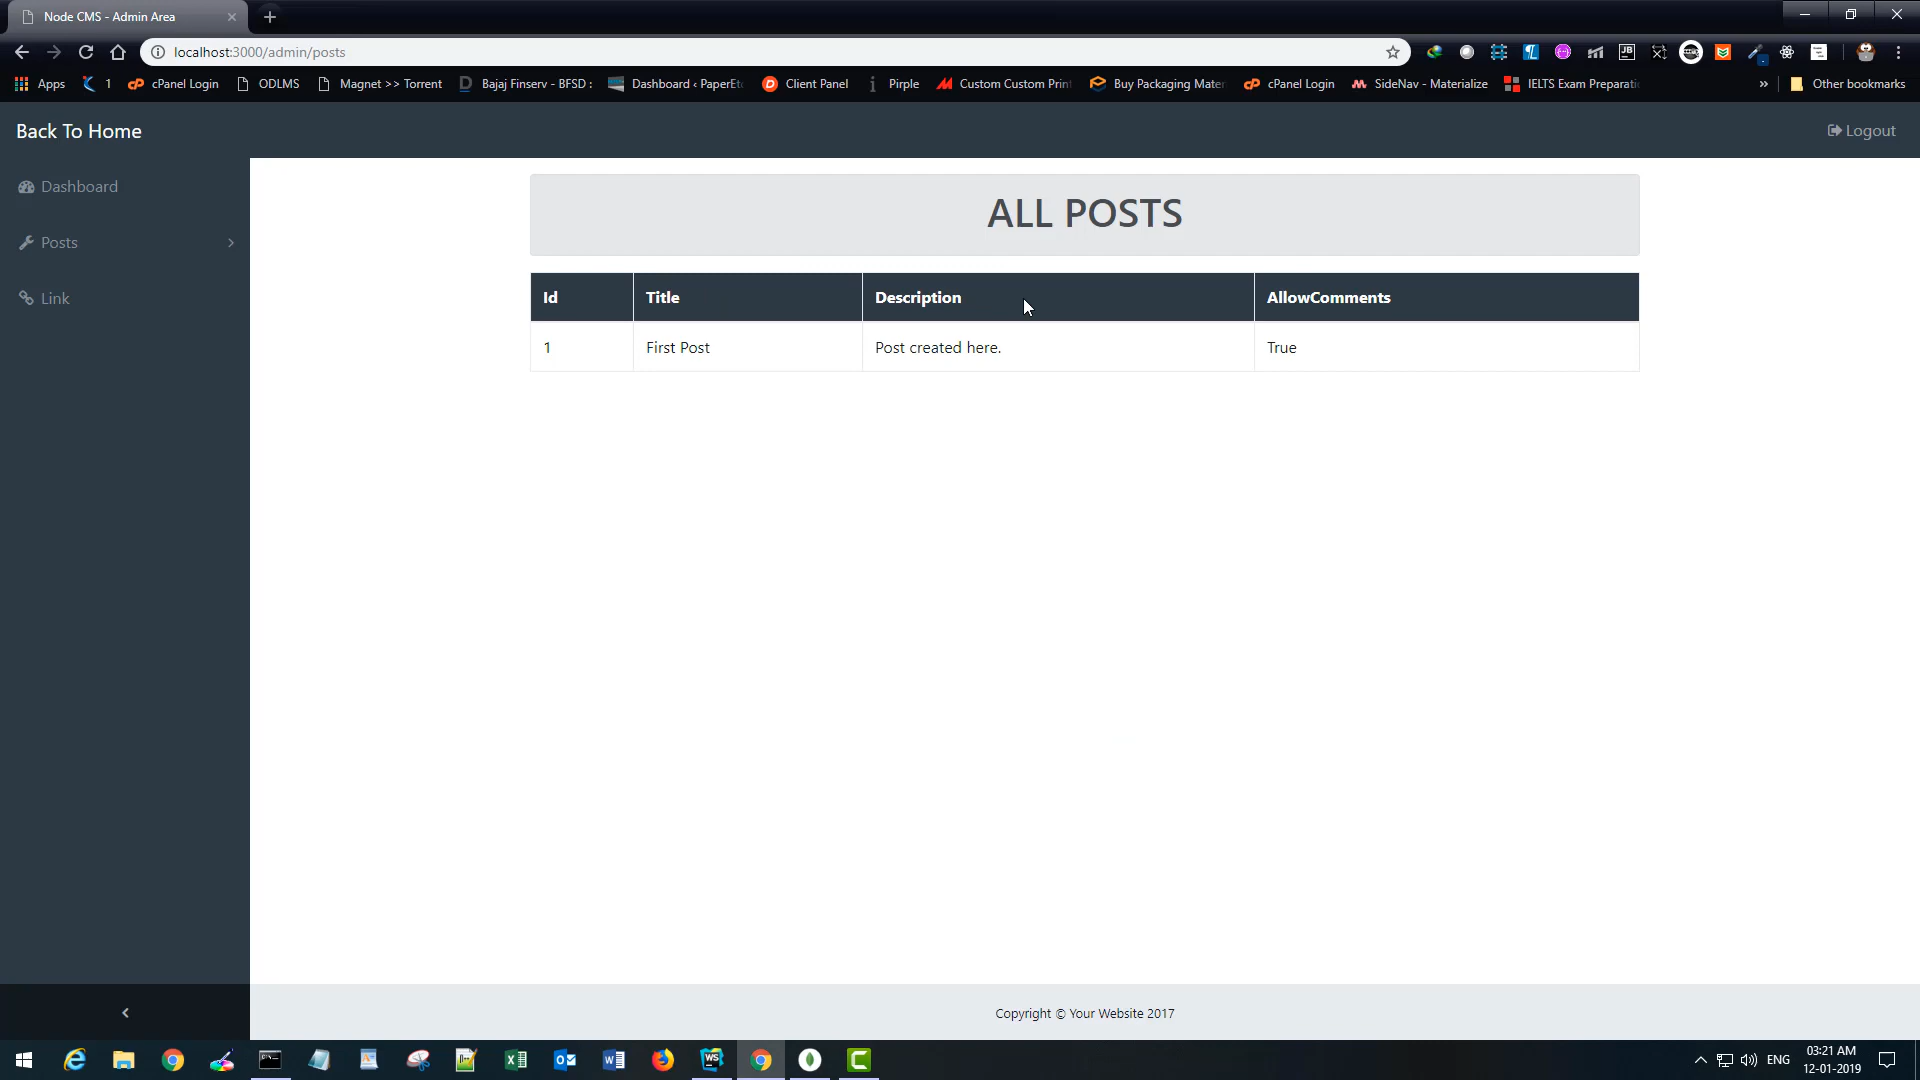 Node CMS - Admin Area
localhost:3000/admin/posts
Apps 1 cPanel Login ODLMS Magnet >> Torrent Bajaj Finserv - BFSD : Dashboard ‹ PaperEtc Client Panel Pirple Custom Custom Print Buy Packaging Mater cPanel Login SideNav - Materialize IELTS Exam Preparatio » Other bookmarks
Back To Home
Logout
Dashboard
Posts
Link
ALL POSTS
Id Title Description AllowComments
1 First Post Post created here. True
Copyright © Your Website 2017
ENG
03:21 AM
12-01-2019